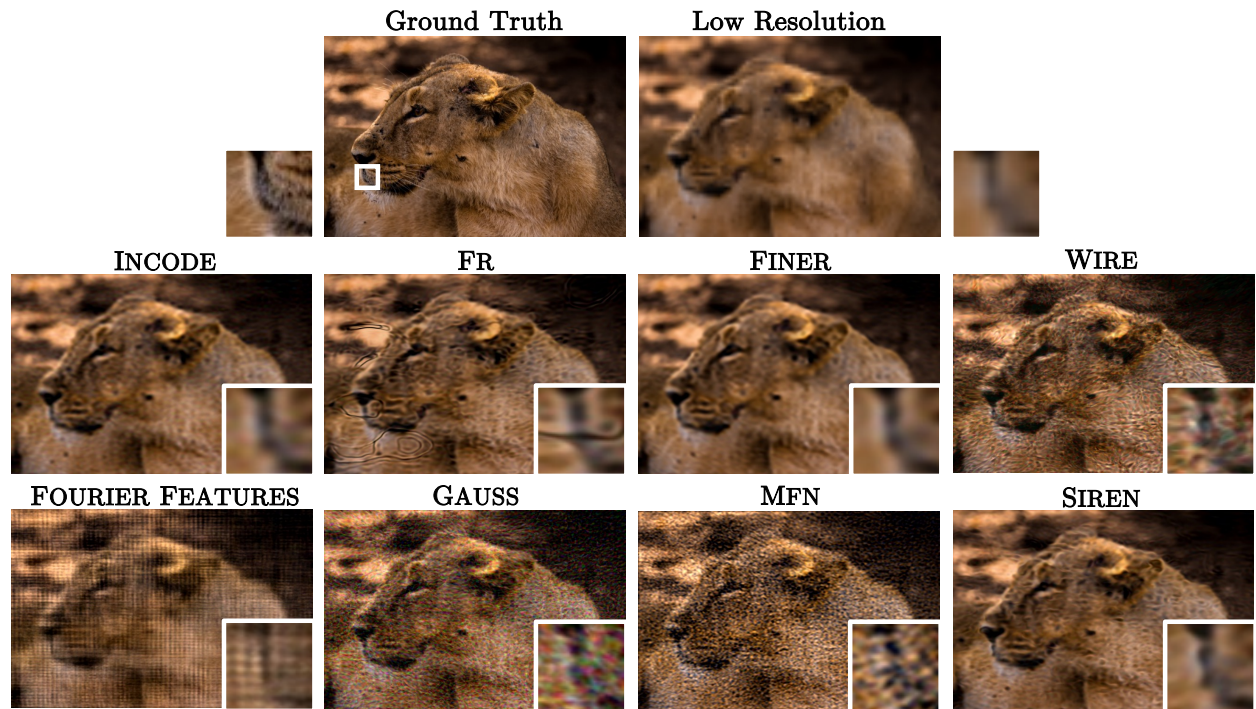 Ground Truth
Low Resolution
INCODE
FR
FINER
WIRE
FOURIER FEATURES
GAUSS
MFN
SIREN